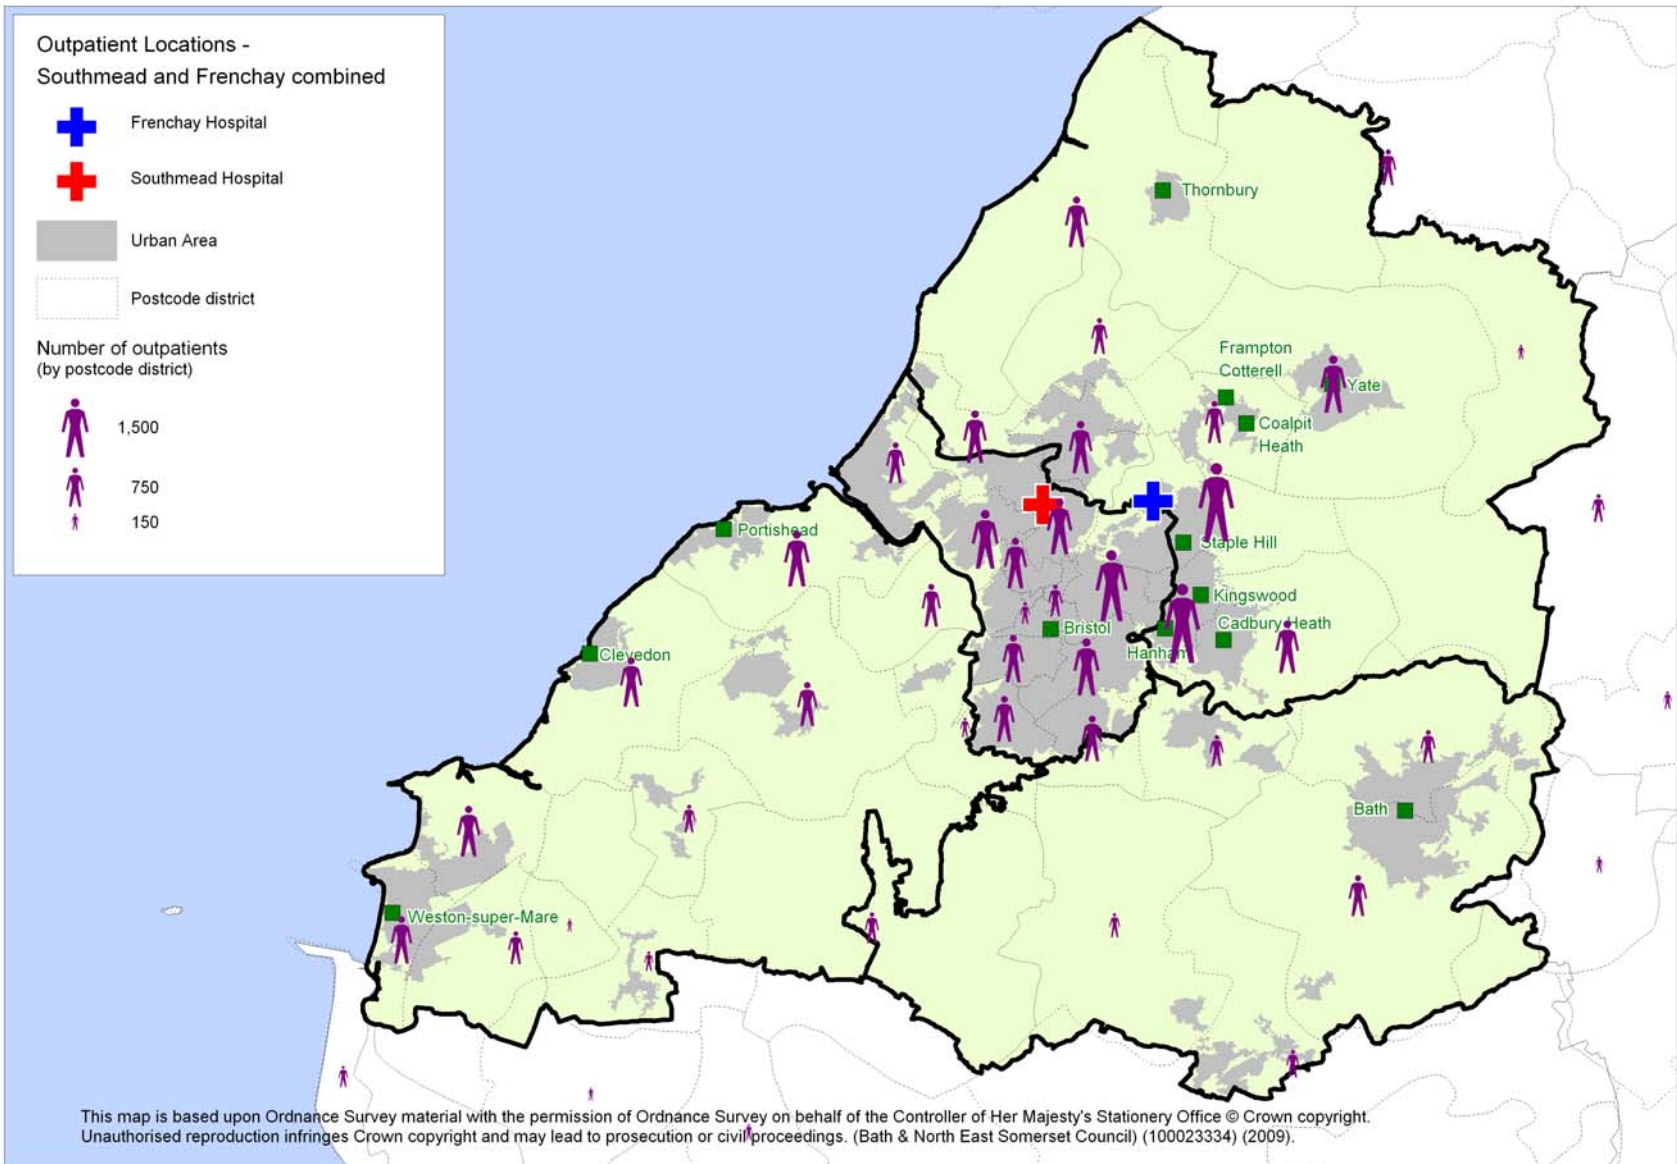 Outpatient Locations -
Southmead and Frenchay combined
Frenchay Hospital
Southmead Hospital
Urban Area
Postcode district
Number of outpatients
(by postcode district)
1,500
750
150
Thornbury
Frampton
Cotterell
Yate
Coalpit
Heath
Portishead
Staple Hill
Kingswood
Cadbury Heath
Bristol
Hanham
Clevedon
Bath
Weston-super-Mare
This map is based upon Ordnance Survey material with the permission of Ordnance Survey on behalf of the Controller of Her Majesty's Stationery Office © Crown copyright.
Unauthorised reproduction infringes Crown copyright and may lead to prosecution or civil proceedings. (Bath & North East Somerset Council) (100023334) (2009).